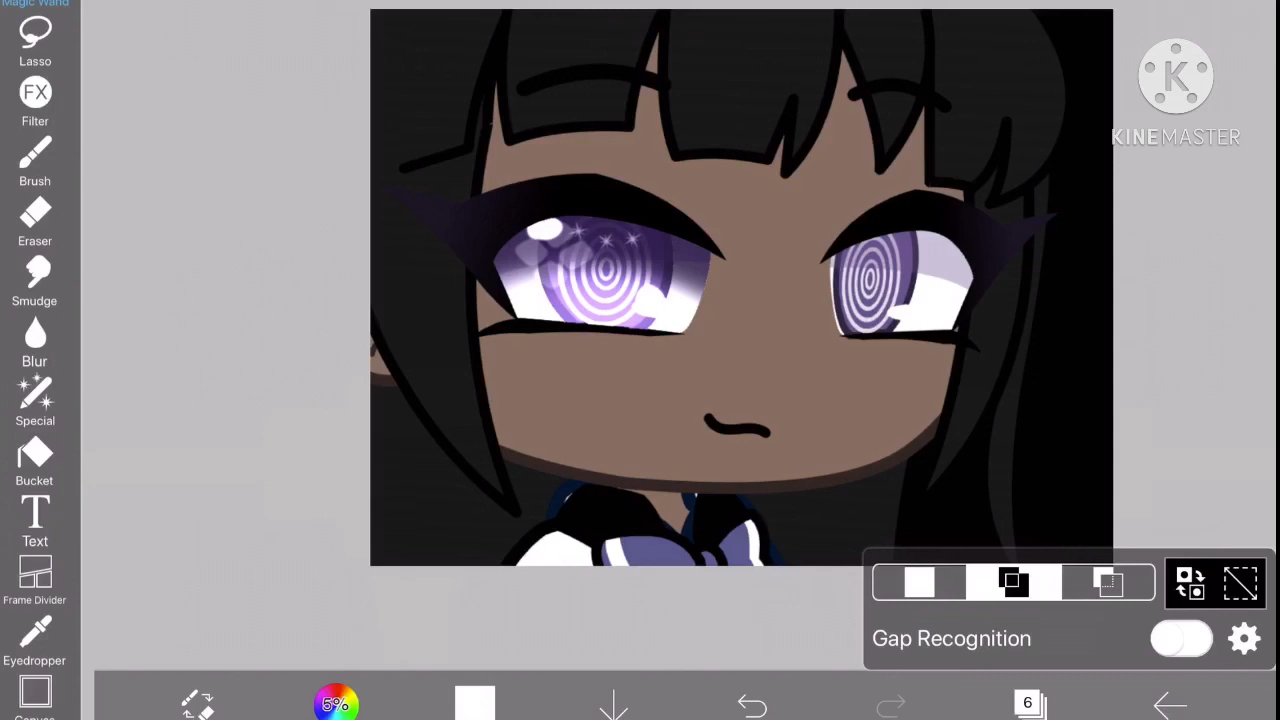 Magic Wand
Lasso
FX
Filter
Brush
Eraser
Smudge
Blur
Special
Bucket
T
Text
Frame Divider
Eyedropper
Canvas
K
KINEMASTER
Gap Recognition
5%
6